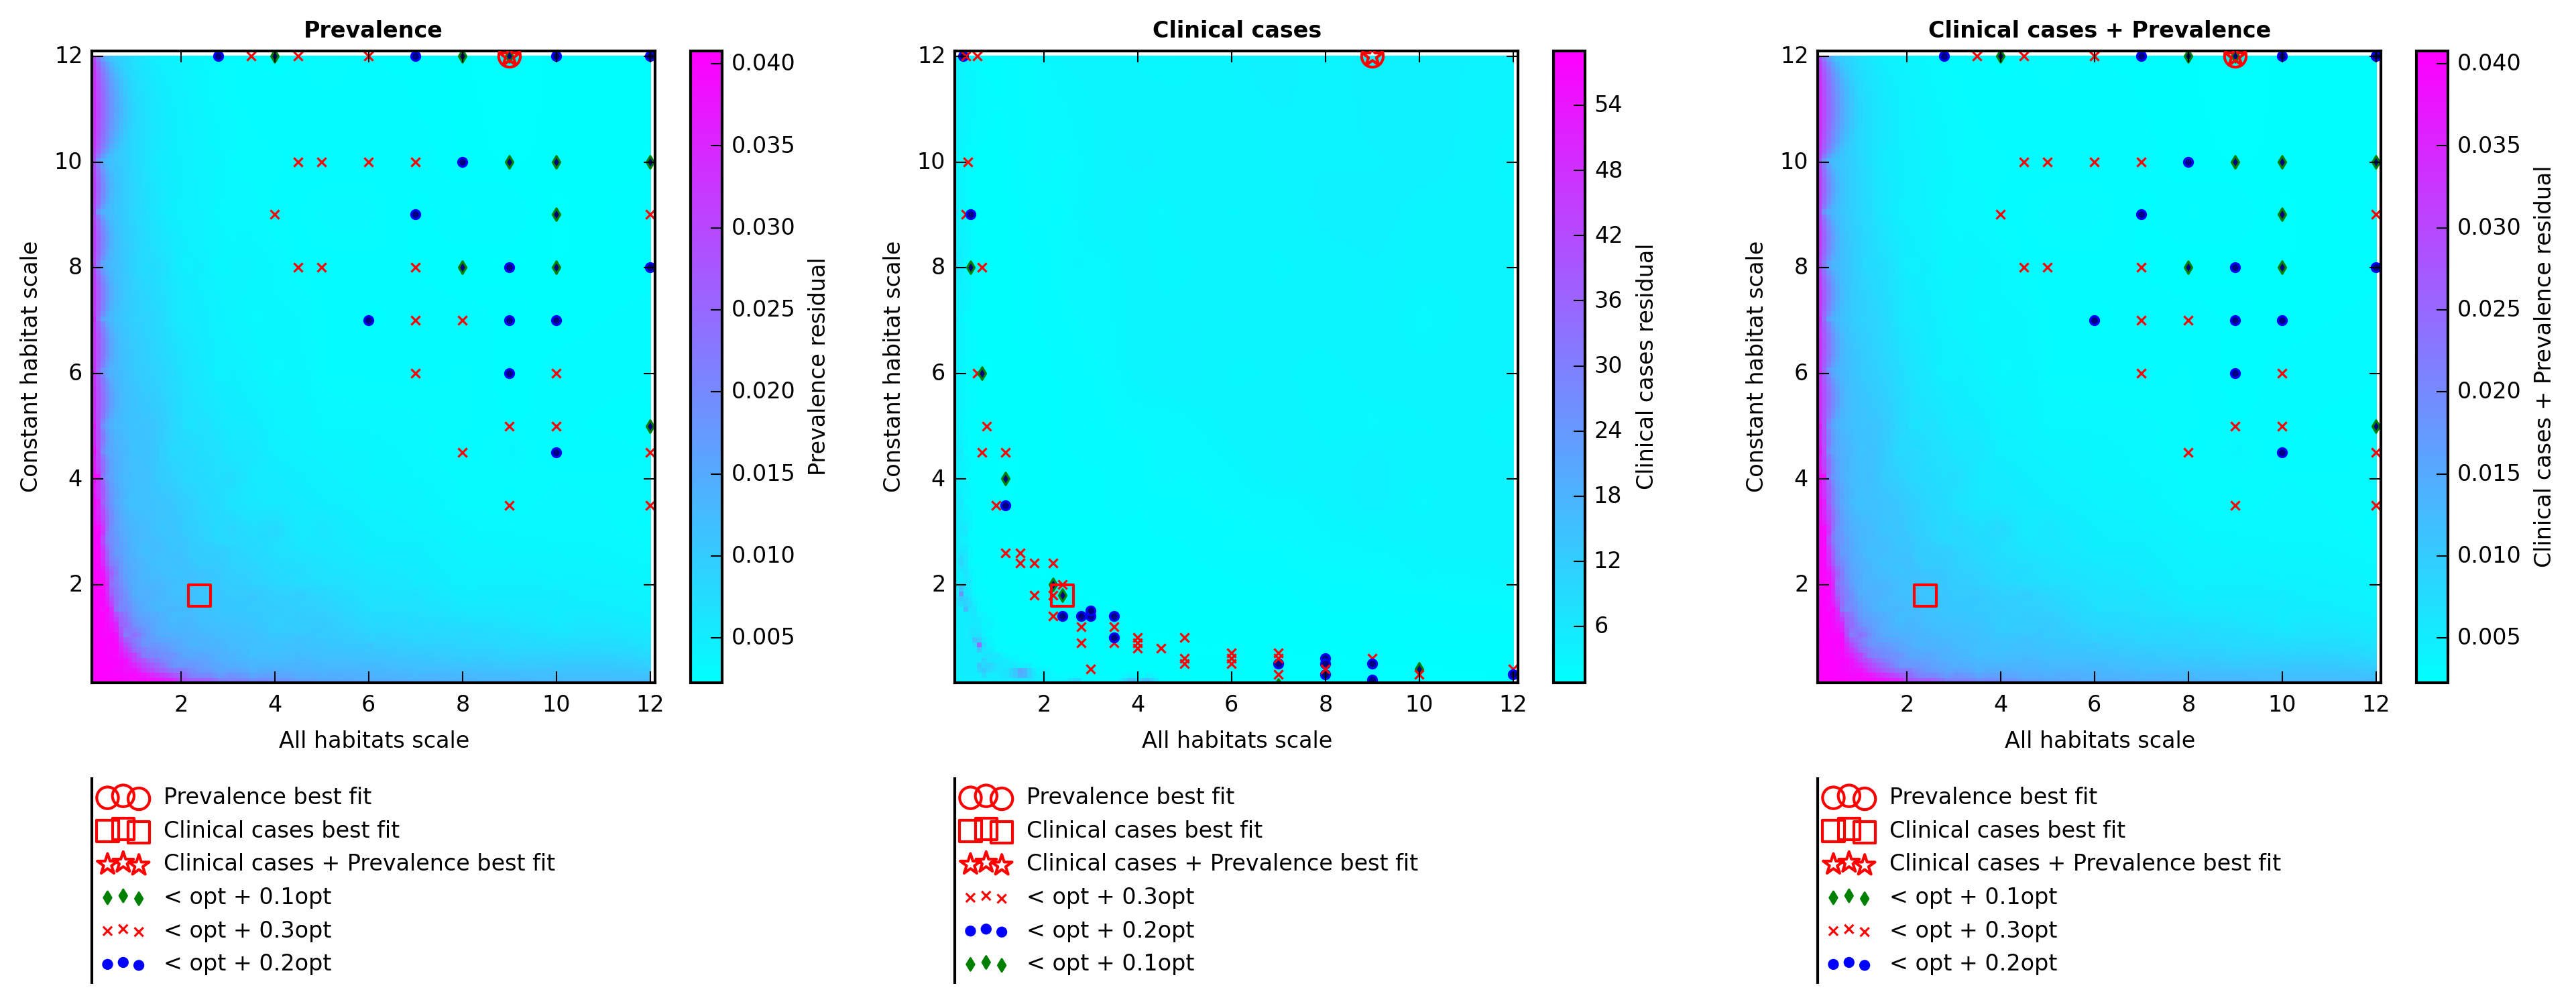 Prevalence
12
10
8
6
4
2
Constant habitat scale
2 4 6 8 10 12
All habitats scale
0.040
0.035
0.030
0.025
0.020
0.015
0.010
0.005
Prevalence residual
Prevalence best fit
Clinical cases best fit
Clinical cases + Prevalence best fit
< opt + 0.1opt
< opt + 0.3opt
< opt + 0.2opt
Clinical cases
12
10
8
6
4
2
Constant habitat scale
2 4 6 8 10 12
All habitats scale
54
48
42
36
30
24
18
12
6
Clinical cases residual
Prevalence best fit
Clinical cases best fit
Clinical cases + Prevalence best fit
< opt + 0.3opt
< opt + 0.2opt
< opt + 0.1opt
Clinical cases + Prevalence
12
10
8
6
4
2
Constant habitat scale
2 4 6 8 10 12
All habitats scale
0.040
0.035
0.030
0.025
0.020
0.015
0.010
0.005
Clinical cases + Prevalence residual
Prevalence best fit
Clinical cases best fit
Clinical cases + Prevalence best fit
< opt + 0.1opt
< opt + 0.3opt
< opt + 0.2opt